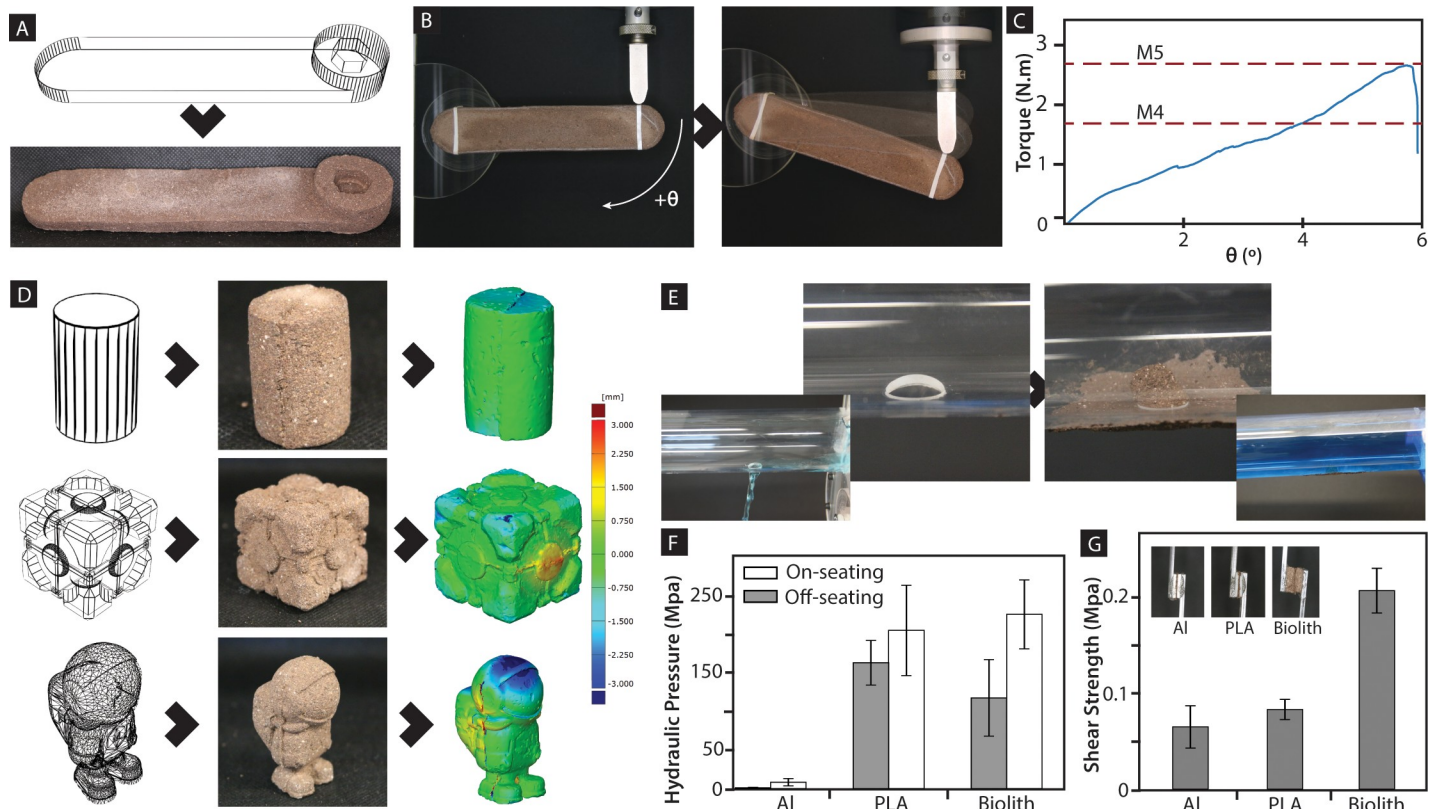 A
B
+θ
C
Torque (N.m)
3
2
1
0
M5
M4
2
4
6
θ (º)
D
[mm]
3.000
2.250
1.500
0.750
0.000
-0.750
-1.500
-2.250
-3.000
E
F
Hydraulic Pressure (Mpa)
250
150
50
0
On-seating
Off-seating
Al
PLA
Biolith
G
Shear Strength (Mpa)
0.2
0.1
0
Al
PLA
Biolith
Al
PLA
Biolith